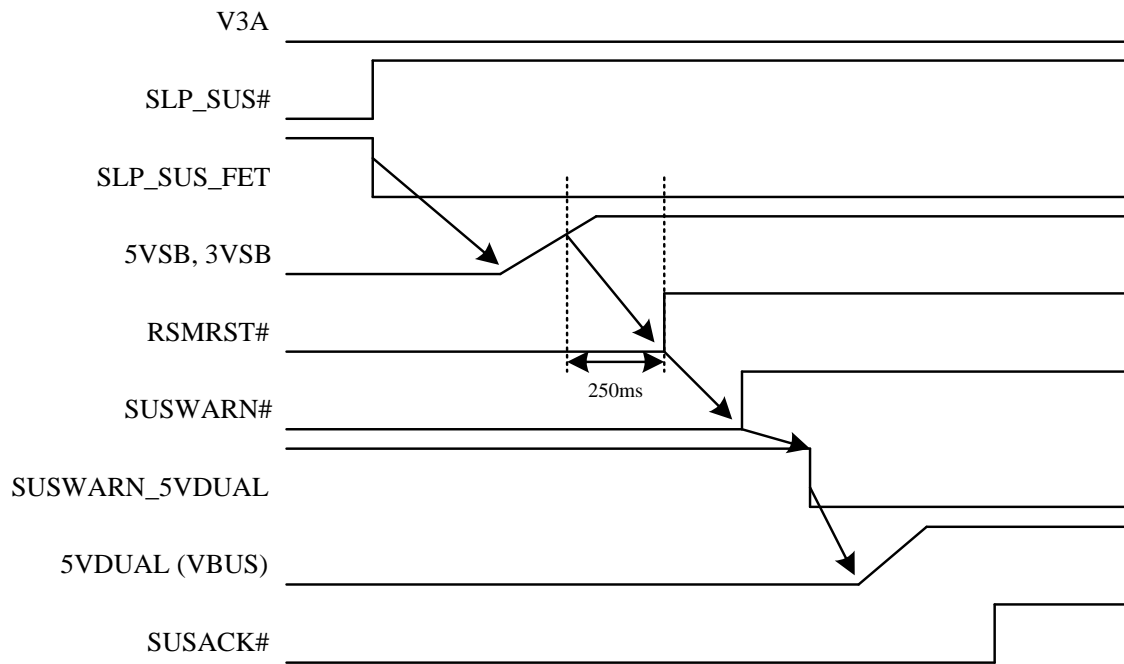 V3A
SLP_SUS#
SLP_SUS_FET
5VSB, 3VSB
RSMRST#
250ms
SUSWARN#
SUSWARN_5VDUAL
5VDUAL (VBUS)
SUSACK#